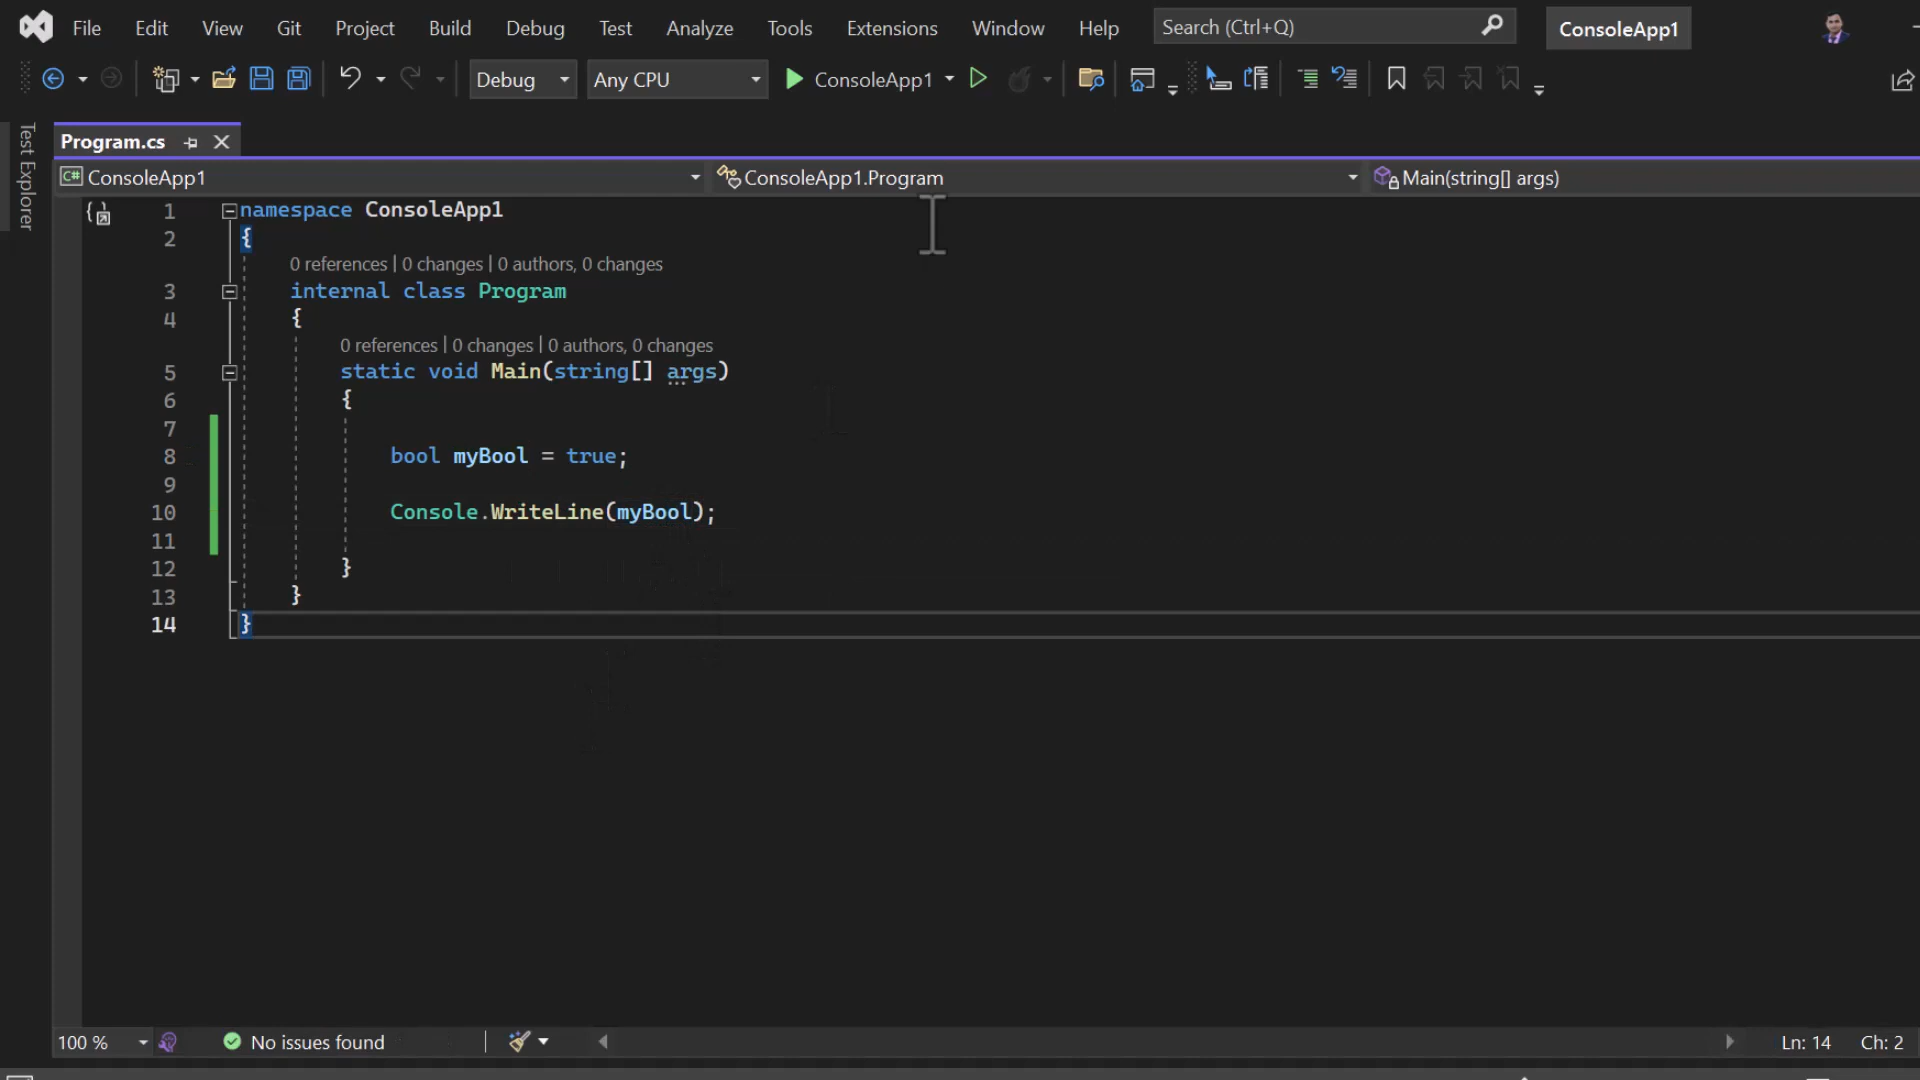 File Edit View Git Project Build Debug Test Analyze Tools Extensions Window Help Search (Ctrl+Q) ConsoleApp1
Debug Any CPU ConsoleApp1
Test Explorer
Program.cs
C# ConsoleApp1 ConsoleApp1.Program Main(string[] args)
1 namespace ConsoleApp1
2 {
0 references | 0 changes | 0 authors, 0 changes
3 internal class Program
4 {
0 references | 0 changes | 0 authors, 0 changes
5 static void Main(string[] args)
6 {
7
8 bool myBool = true;
9
10 Console.WriteLine(myBool);
11
12 }
13 }
14 }
100 % No issues found Ln: 14 Ch: 2